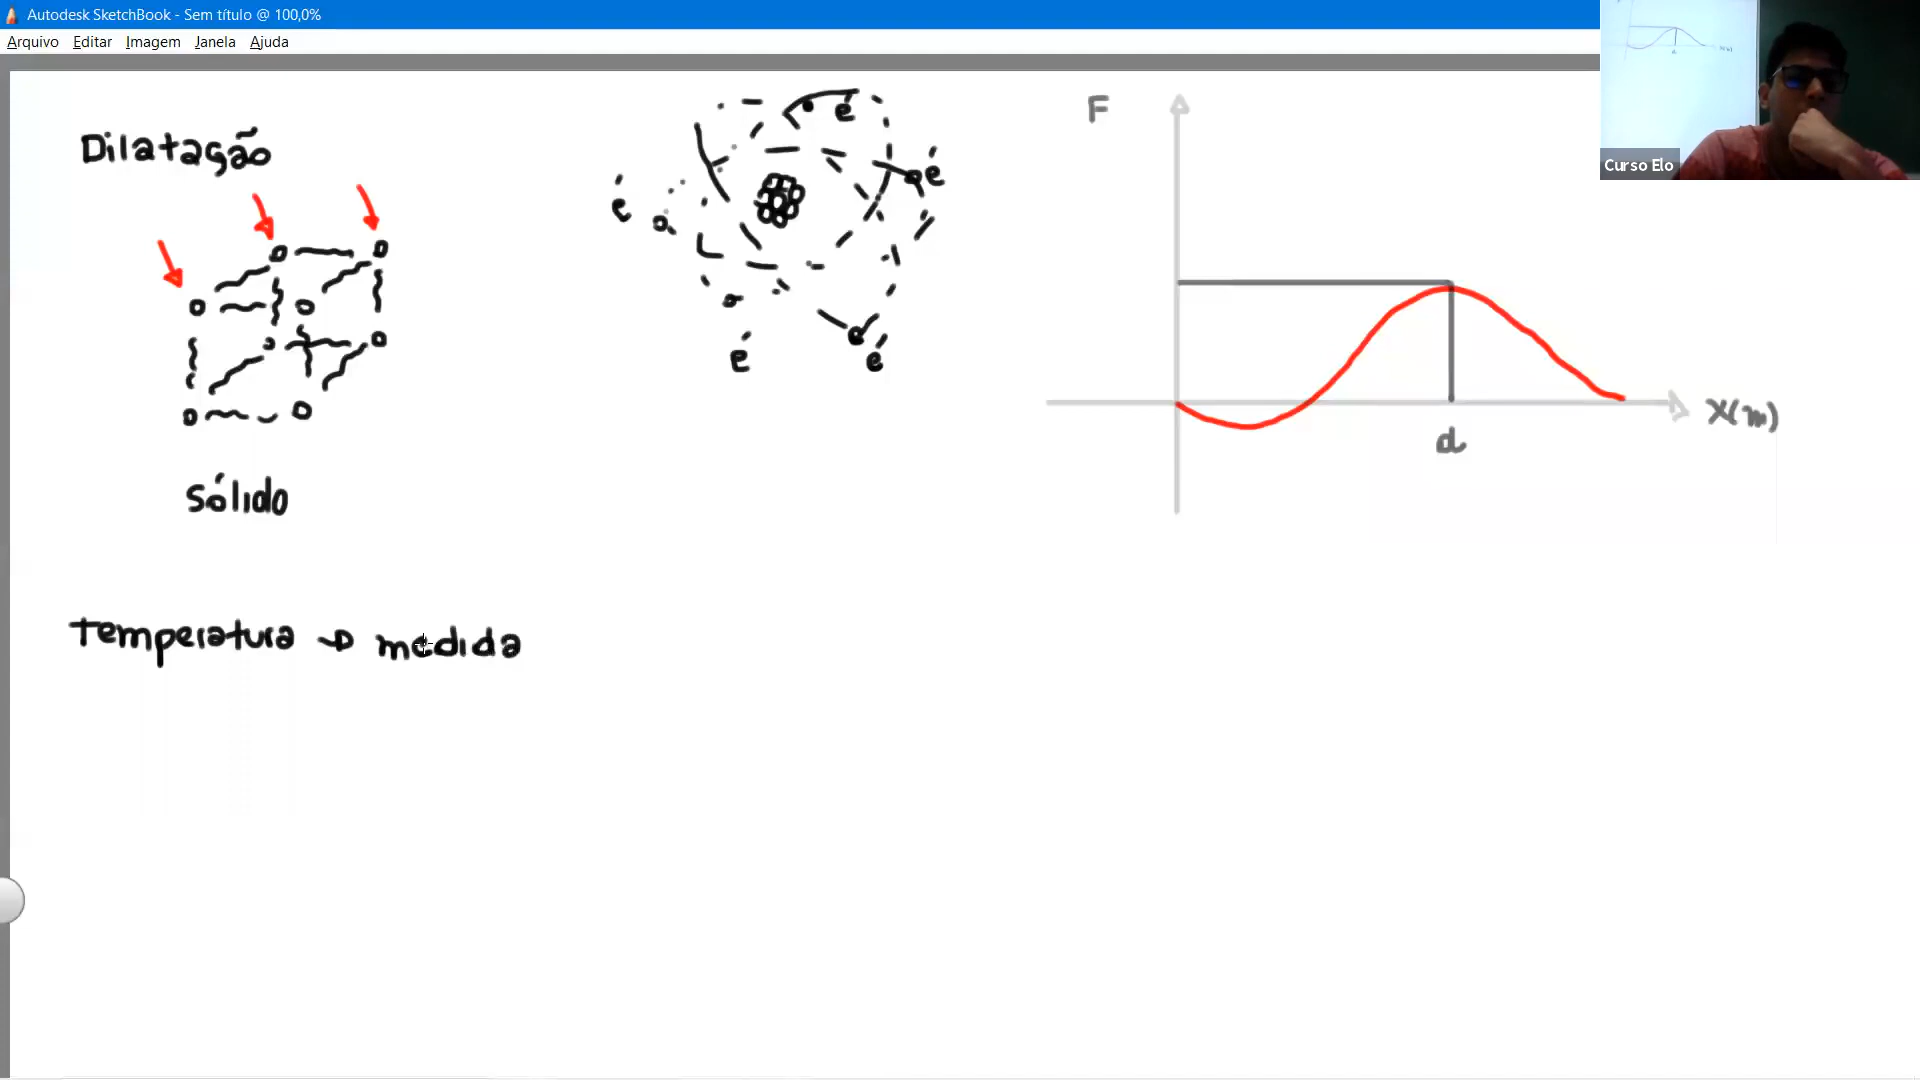 Autodesk SketchBook - Sem título @ 100,0%
Arquivo Editar Imagem Janela Ajuda
Curso Elo
Dilatação
é
é
é
é
é
Sólido
F
X(m)
d
Temperatura → medida